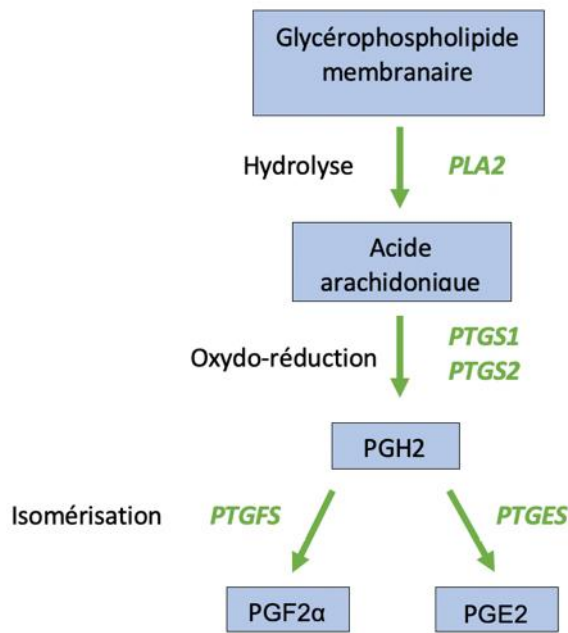 Glycérophospholipide
membranaire
Hydrolyse
PLA2
Acide
arachidonique
Oxydo-réduction
PTGS1
PTGS2
PGH2
Isomérisation
PTGFS
PTGES
PGF2α
PGE2